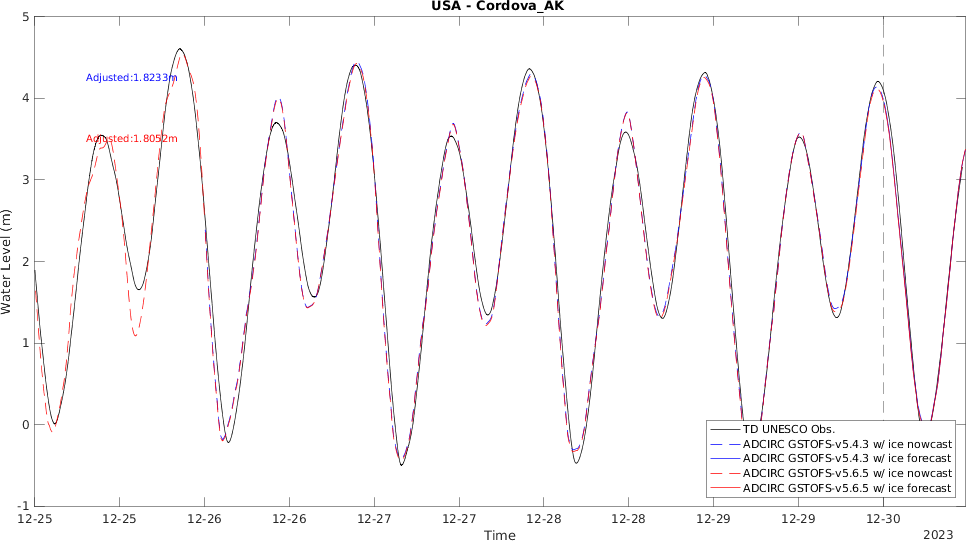 USA - Cordova_AK
5
4
3
2
1
0
-1
Water Level (m)
Adjusted:1.8233m
Adjusted:1.8052m
TD UNESCO Obs.
ADCIRC GSTOFS-v5.4.3 w/ ice nowcast
ADCIRC GSTOFS-v5.4.3 w/ ice forecast
ADCIRC GSTOFS-v5.6.5 w/ ice nowcast
ADCIRC GSTOFS-v5.6.5 w/ ice forecast
12-25 12-25 12-26 12-26 12-27 12-27 12-28 12-28 12-29 12-29 12-30
Time
2023